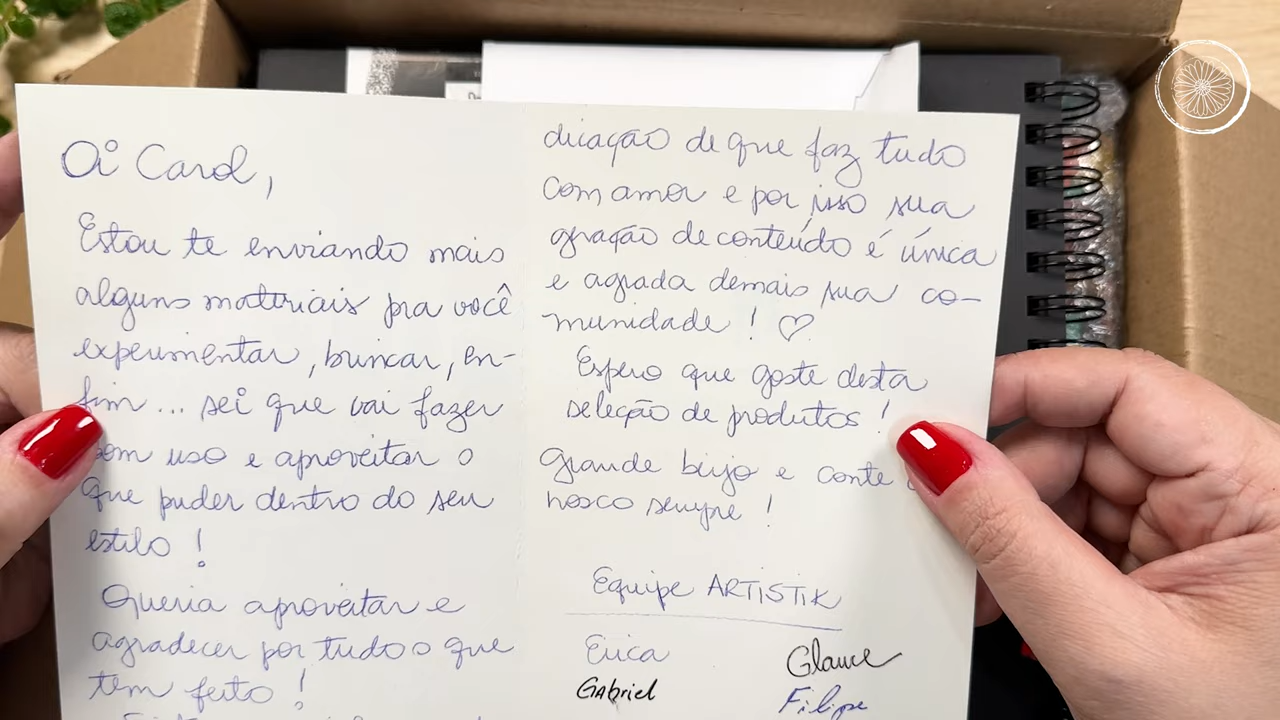 Oi Carol,
Estou te enviando mais
alguns materiais pra você
experimentar, brincar, en-
fim... sei que vai fazer
bom uso e aproveitar o
que puder dentro do seu
estilo!
Queria aproveitar e
agradecer por tudo o que
tem feito!
dicação de que faz tudo
com amor e por isso sua
geração de conteúdo é única
e agrada demais sua co-
munidade! ♡
Espero que goste desta
seleção de produtos!
Grande beijo e conte
nosco sempre!
Equipe ARTISTIK
Erica
Glauce
Gabriel
Filipe